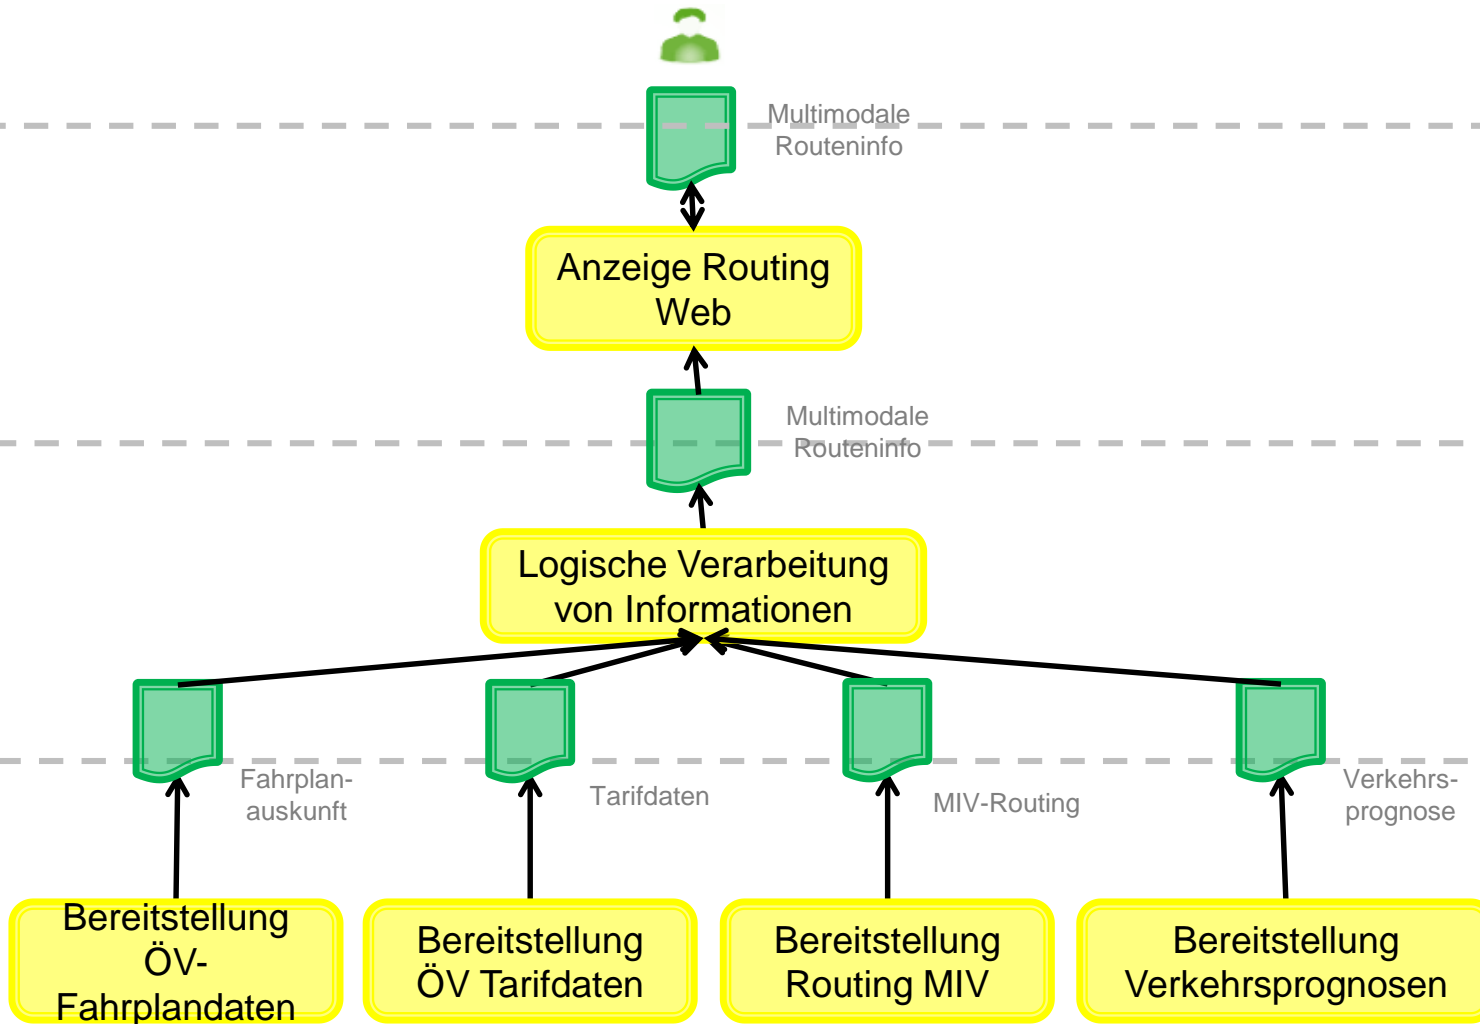 Multimodale
Routeninfo
Anzeige Routing
Web
Multimodale
Routeninfo
Logische Verarbeitung
von Informationen
Fahrplan-
auskunft
Tarifdaten
MIV-Routing
Verkehrs-
prognose
Bereitstellung
ÖV-
Fahrplandaten
Bereitstellung
ÖV Tarifdaten
Bereitstellung
Routing MIV
Bereitstellung
Verkehrsprognosen